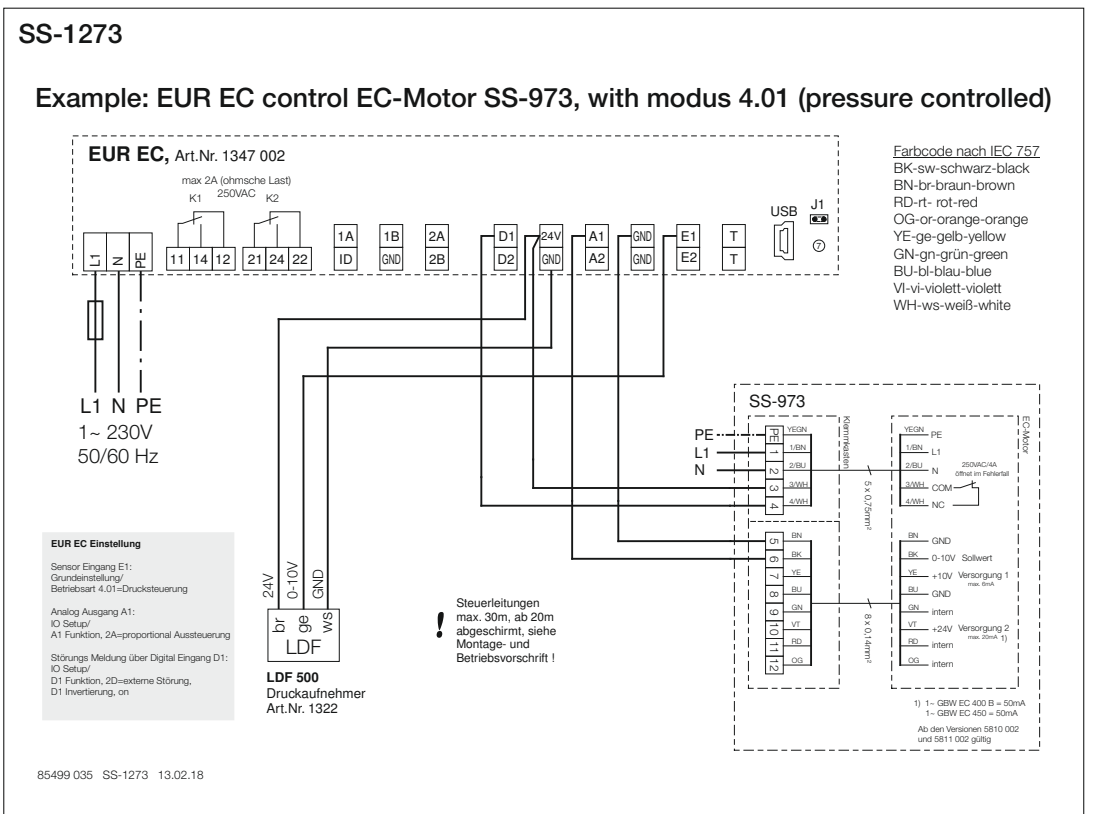 SS-1273
Example: EUR EC control EC-Motor SS-973, with modus 4.01 (pressure controlled)
EUR EC, Art.Nr. 1347 002
max 2A (ohmsche Last)
250VAC
K1 K2
L1 N PE
11 14 12
21 24 22
1A 1B 2A D1 24V A1 GND E1 T
ID GND 2B D2 GND A2 GND E2 T
USB
J1
7
Farbcode nach IEC 757
BK-sw-schwarz-black
BN-br-braun-brown
RD-rt- rot-red
OG-or-orange-orange
YE-ge-gelb-yellow
GN-gn-grün-green
BU-bl-blau-blue
VI-vi-violett-violett
WH-ws-weiß-white
L1 N PE
1~ 230V
50/60 Hz
EUR EC Einstellung
Sensor Eingang E1:
Grundeinstellung/
Betriebsart 4.01=Drucksteuerung
Analog Ausgang A1:
IO Setup/
A1 Funktion, 2A=proportional Aussteuerung
Störungs Meldung über Digital Eingang D1:
IO Setup/
D1 Funktion, 2D=externe Störung,
D1 Invertierung, on
24V
0-10V
GND
br ge ws
LDF
LDF 500
Druckaufnehmer
Art.Nr. 1322
!
Steuerleitungen
max. 30m, ab 20m
abgeschirmt, siehe
Montage- und
Betriebsvorschrift !
SS-973
Klemmkasten
EC-Motor
PE PE YEGN YEGN PE
L1 1 1/BN 1/BN L1
N 2 2/BU 2/BU N
3 3/WH 3/WH COM
4 4/WH 4/WH NC
250VAC/4A
öffnet im Fehlerfall
5 x 0,75mm²
5 BN BN GND
6 BK BK 0-10V Sollwert
7 YE YE +10V Versorgung 1
max. 6mA
8 BU BU GND
9 GN GN intern
10 VT VT +24V Versorgung 2
max. 20mA 1)
11 RD RD intern
12 OG OG intern
8 x 0,14mm²
1) 1~ GBW EC 400 B = 50mA
1~ GBW EC 450 = 50mA
Ab den Versionen 5810 002
und 5811 002 gültig
85499 035 SS-1273 13.02.18